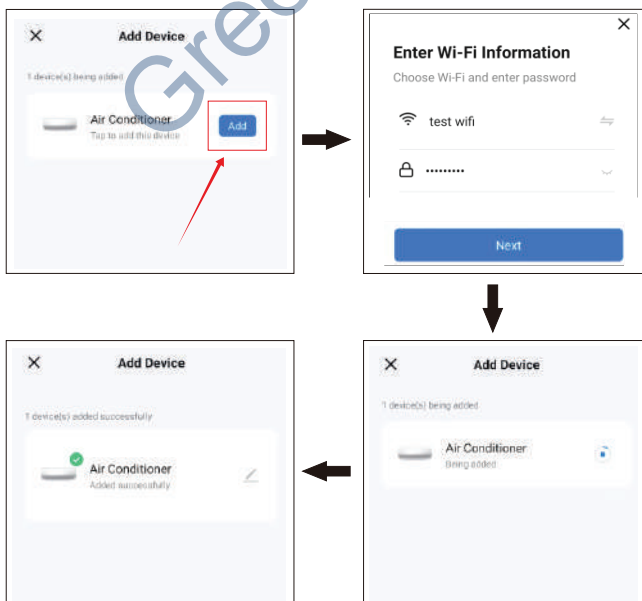 Add Device
1 device(s) being added
Air Conditioner
Tap to add this device
Add
Enter Wi-Fi Information
Choose Wi-Fi and enter password
test wifi
•••••••••
Next
Add Device
1 device(s) being added
Air Conditioner
Being added
Add Device
1 device(s) added successfully
Air Conditioner
Added successfully